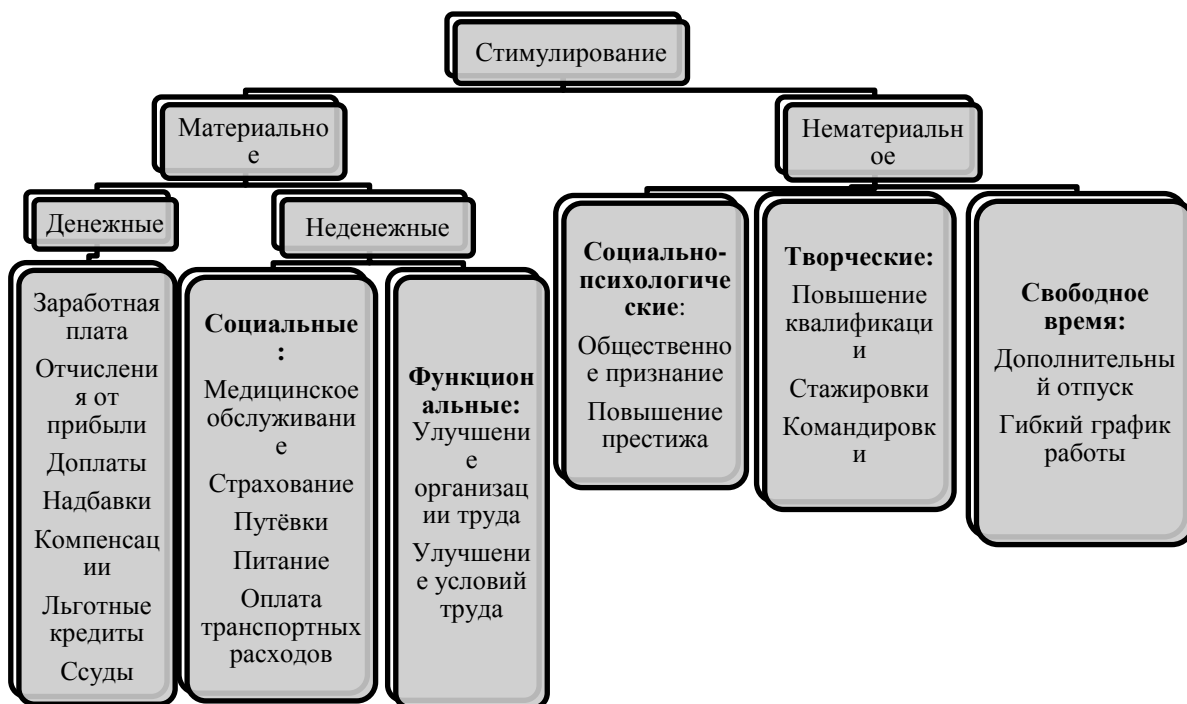 Стимулирование
Материально
е
Нематериальн
ое
Денежные
Неденежные
Заработная
плата
Отчислени
я от
прибыли
Доплаты
Надбавки
Компенсац
ии
Льготные
кредиты
Ссуды
Социальные
:
Медицинское
обслуживани
е
Страхование
Путёвки
Питание
Оплата
транспортных
расходов
Функцион
альные:
Улучшени
е
организац
ии труда
Улучшени
е условий
труда
Социально-
психологиче
ские:
Общественно
е признание
Повышение
престижа
Творческие:
Повышение
квалификаци
и
Стажировки
Командировк
и
Свободное
время:
Дополнительны
й отпуск
Гибкий график
работы